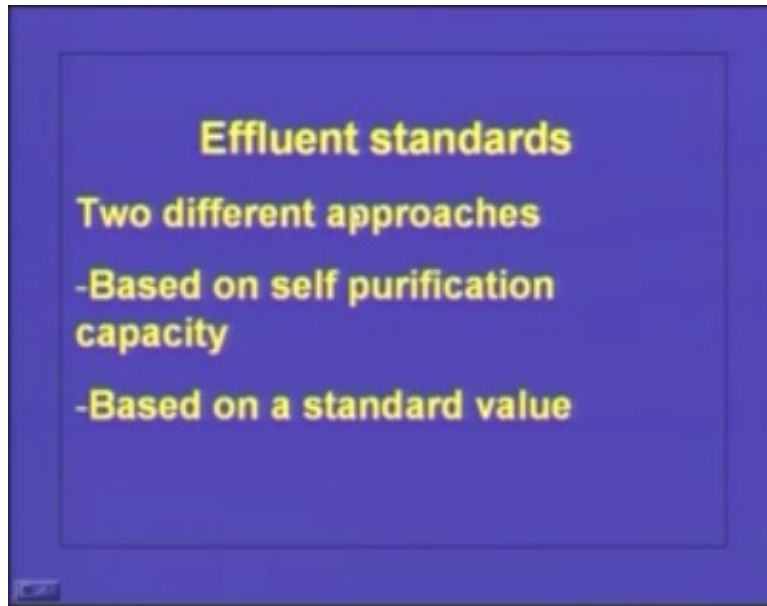 Effluent standards
Two different approaches
-Based on self purification
capacity
-Based on a standard value